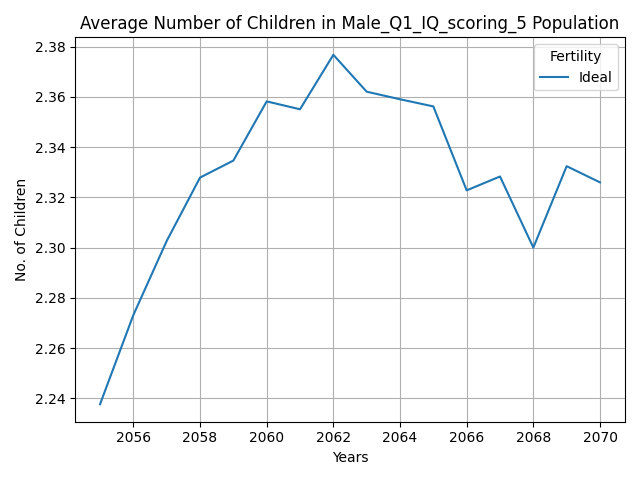 Average Number of Children in Male_Q1_IQ_scoring_5 Population
Fertility
Ideal
No. of Children
2.38
2.36
2.34
2.32
2.30
2.28
2.26
2.24
2056 2058 2060 2062 2064 2066 2068 2070
Years